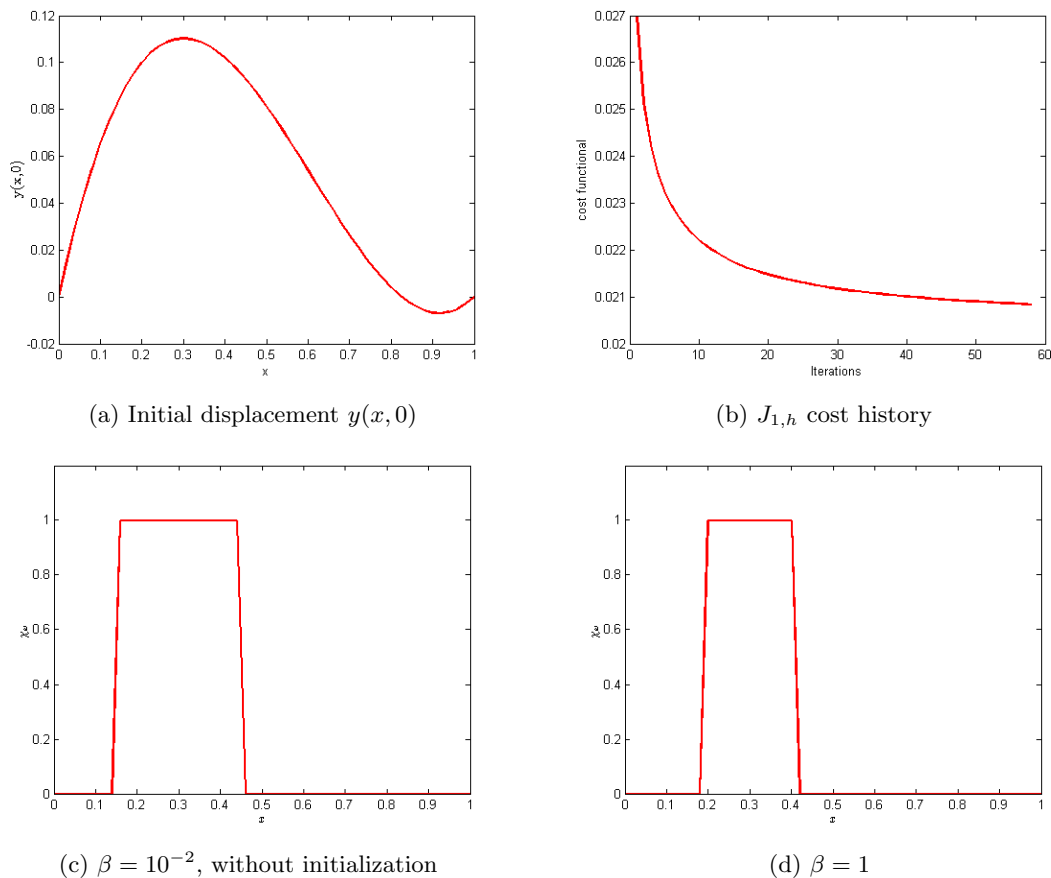 0.12
0.1
0.08
0.06
0.04
0.02
0
-0.02
y(x,0)
0 0.1 0.2 0.3 0.4 0.5 0.6 0.7 0.8 0.9 1
x
(a) Initial displacement y(x, 0)
0.027
0.026
0.025
0.024
0.023
0.022
0.021
0.02
cost functional
0 10 20 30 40 50 60
Iterations
(b) J₁,ₕ cost history
1
0.8
0.6
0.4
0.2
0
χω
0 0.1 0.2 0.3 0.4 0.5 0.6 0.7 0.8 0.9 1
x
(c) β = 10⁻², without initialization
1
0.8
0.6
0.4
0.2
0
χω
0 0.1 0.2 0.3 0.4 0.5 0.6 0.7 0.8 0.9 1
x
(d) β = 1